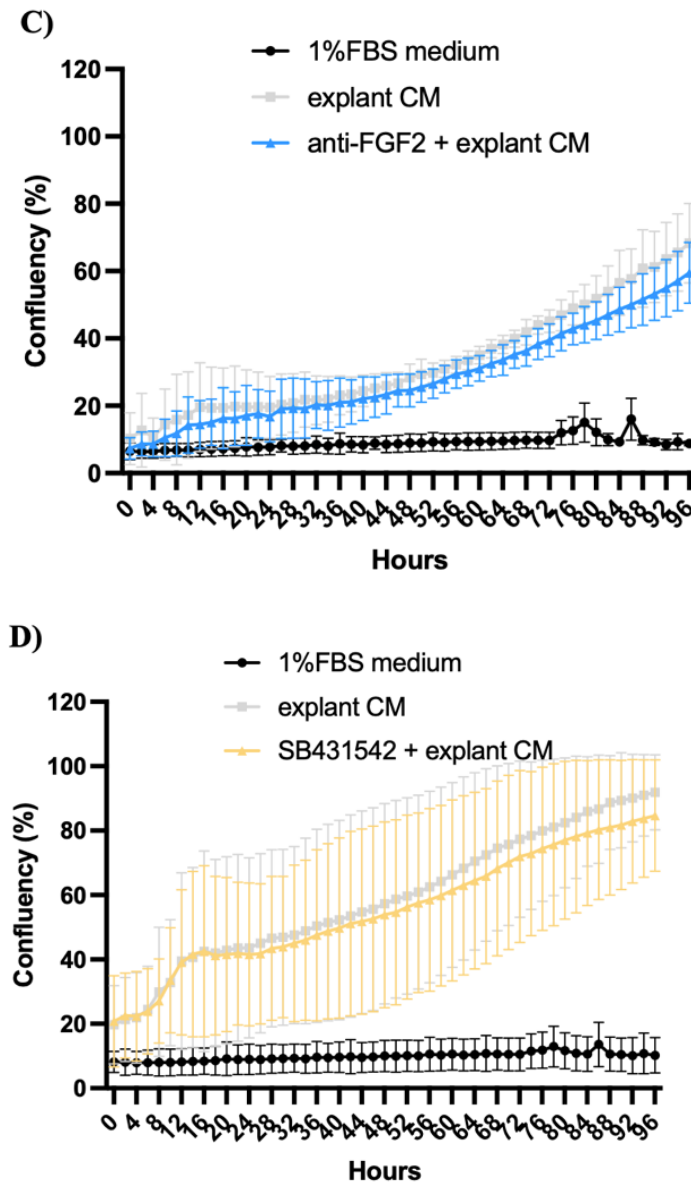 C)
1%FBS medium
explant CM
anti-FGF2 + explant CM
120
100
80
60
40
20
0
Confluency (%)
0 4 8 12 16 20 24 28 32 36 40 44 48 52 56 60 64 68 72 76 80 84 88 92 96
Hours
D)
1%FBS medium
explant CM
SB431542 + explant CM
120
100
80
60
40
20
0
Confluency (%)
0 4 8 12 16 20 24 28 32 36 40 44 48 52 56 60 64 68 72 76 80 84 88 92 96
Hours